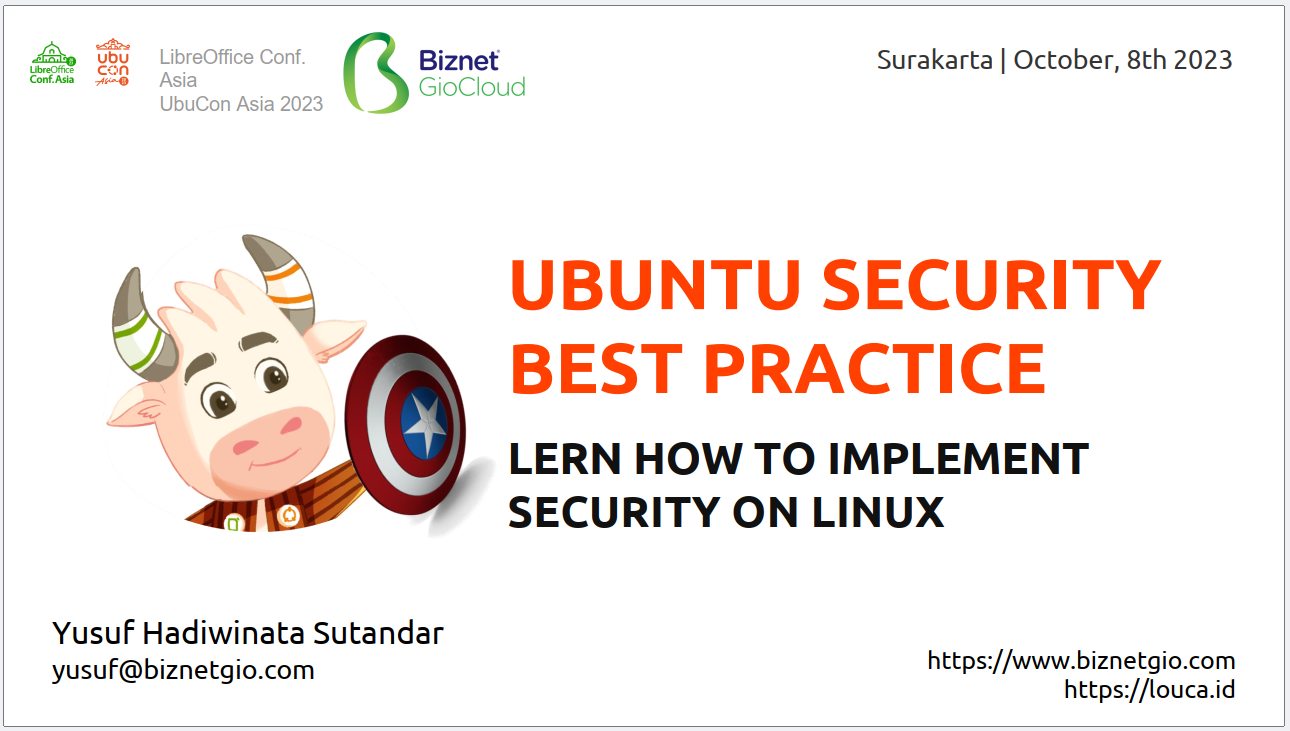 LibreOffice
Conf.Asia
ubu
con
Asia
LibreOffice Conf.
Asia
UbuCon Asia 2023
Biznet
GioCloud
Surakarta | October, 8th 2023
UBUNTU SECURITY
BEST PRACTICE
LERN HOW TO IMPLEMENT
SECURITY ON LINUX
Yusuf Hadiwinata Sutandar
yusuf@biznetgio.com
https://www.biznetgio.com
https://louca.id